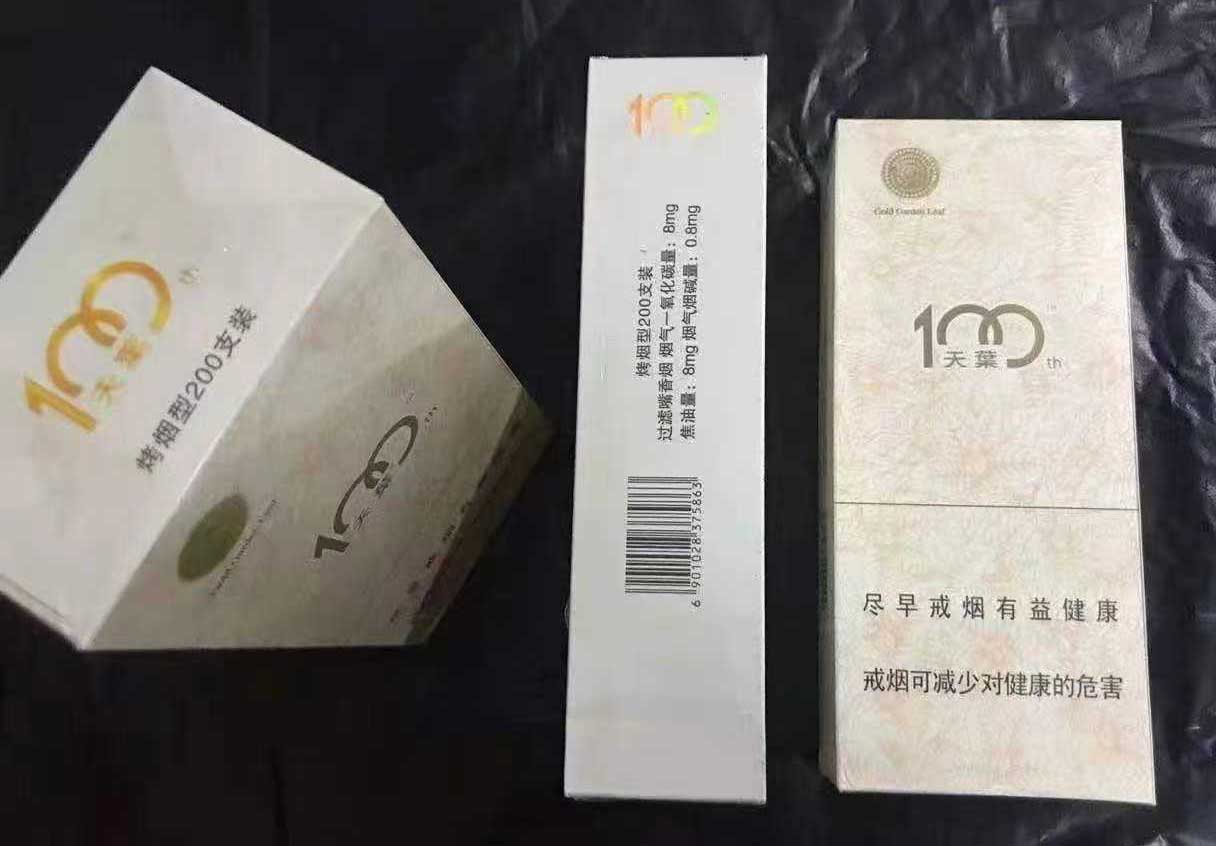 100
天葉
th
烤烟型200支装
100
天葉
th
100
烤烟型200支装
过滤嘴香烟 烟气一氧化碳量：8mg
焦油量：8mg 烟气烟碱量：0.8mg
6 901028 375863
Gold Garden Leaf
100
天葉
th
尽早戒烟有益健康
戒烟可减少对健康的危害